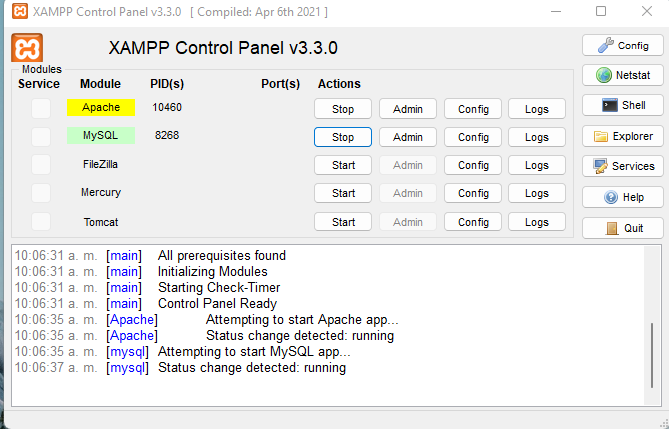 XAMPP Control Panel v3.3.0 [ Compiled: Apr 6th 2021 ]
XAMPP Control Panel v3.3.0
Config
Modules
Service Module PID(s) Port(s) Actions
Netstat
Apache 10460 Stop Admin Config Logs
Shell
MySQL 8268 Stop Admin Config Logs
Explorer
FileZilla Start Admin Config Logs
Services
Mercury Start Admin Config Logs
Help
Tomcat Start Admin Config Logs
Quit
10:06:31 a. m. [main] All prerequisites found
10:06:31 a. m. [main] Initializing Modules
10:06:31 a. m. [main] Starting Check-Timer
10:06:31 a. m. [main] Control Panel Ready
10:06:35 a. m. [Apache] Attempting to start Apache app...
10:06:35 a. m. [Apache] Status change detected: running
10:06:35 a. m. [mysql] Attempting to start MySQL app...
10:06:37 a. m. [mysql] Status change detected: running